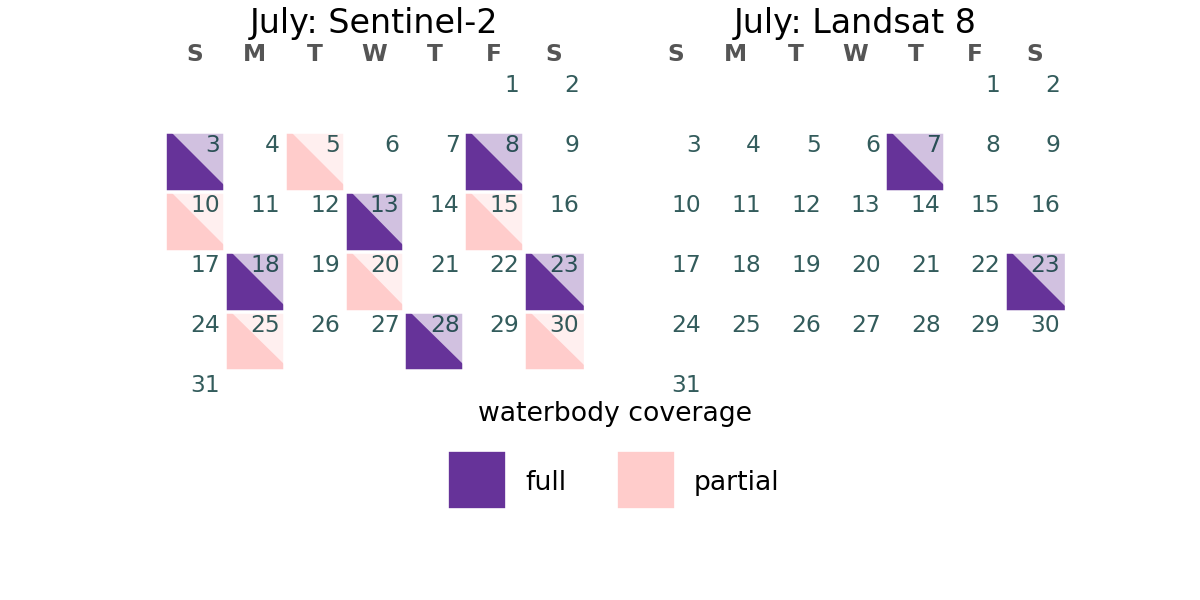 July: Sentinel-2
S M T W T F S
1 2
3 4 5 6 7 8 9
10 11 12 13 14 15 16
17 18 19 20 21 22 23
24 25 26 27 28 29 30
31
July: Landsat 8
S M T W T F S
1 2
3 4 5 6 7 8 9
10 11 12 13 14 15 16
17 18 19 20 21 22 23
24 25 26 27 28 29 30
31
waterbody coverage
full
partial